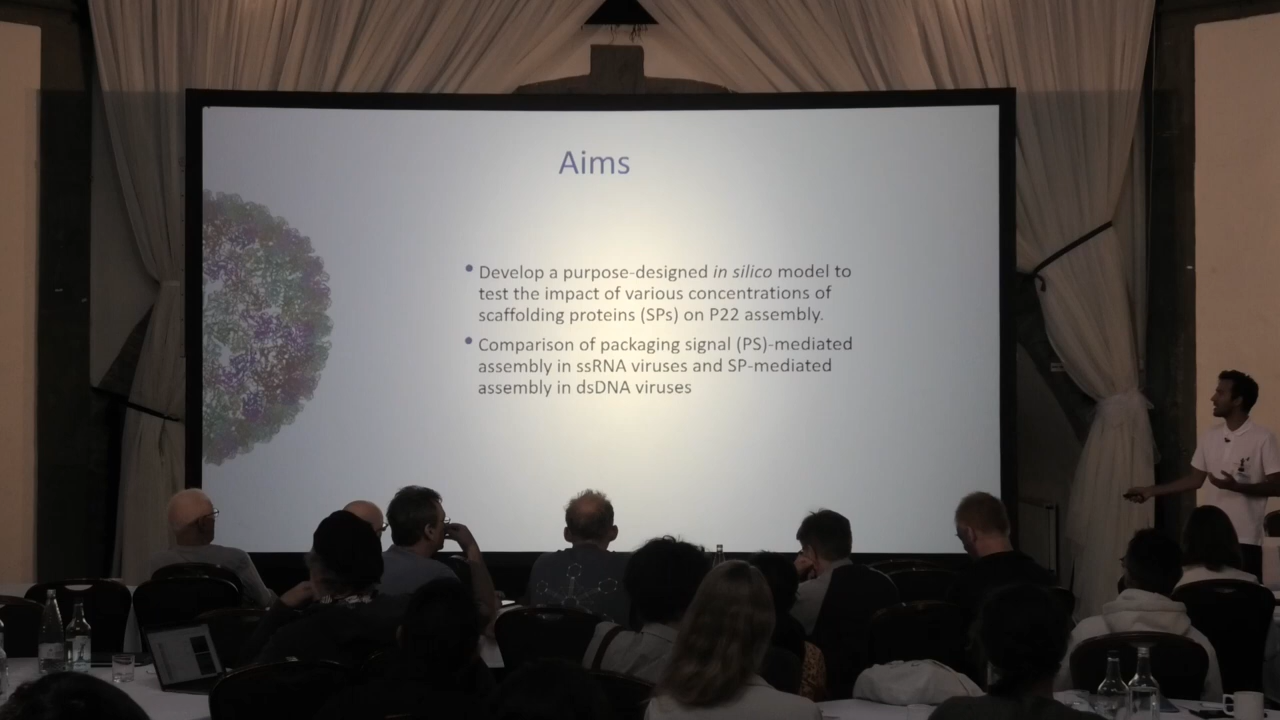 Aims
• Develop a purpose-designed in silico model to
test the impact of various concentrations of
scaffolding proteins (SPs) on P22 assembly.
• Comparison of packaging signal (PS)-mediated
assembly in ssRNA viruses and SP-mediated
assembly in dsDNA viruses